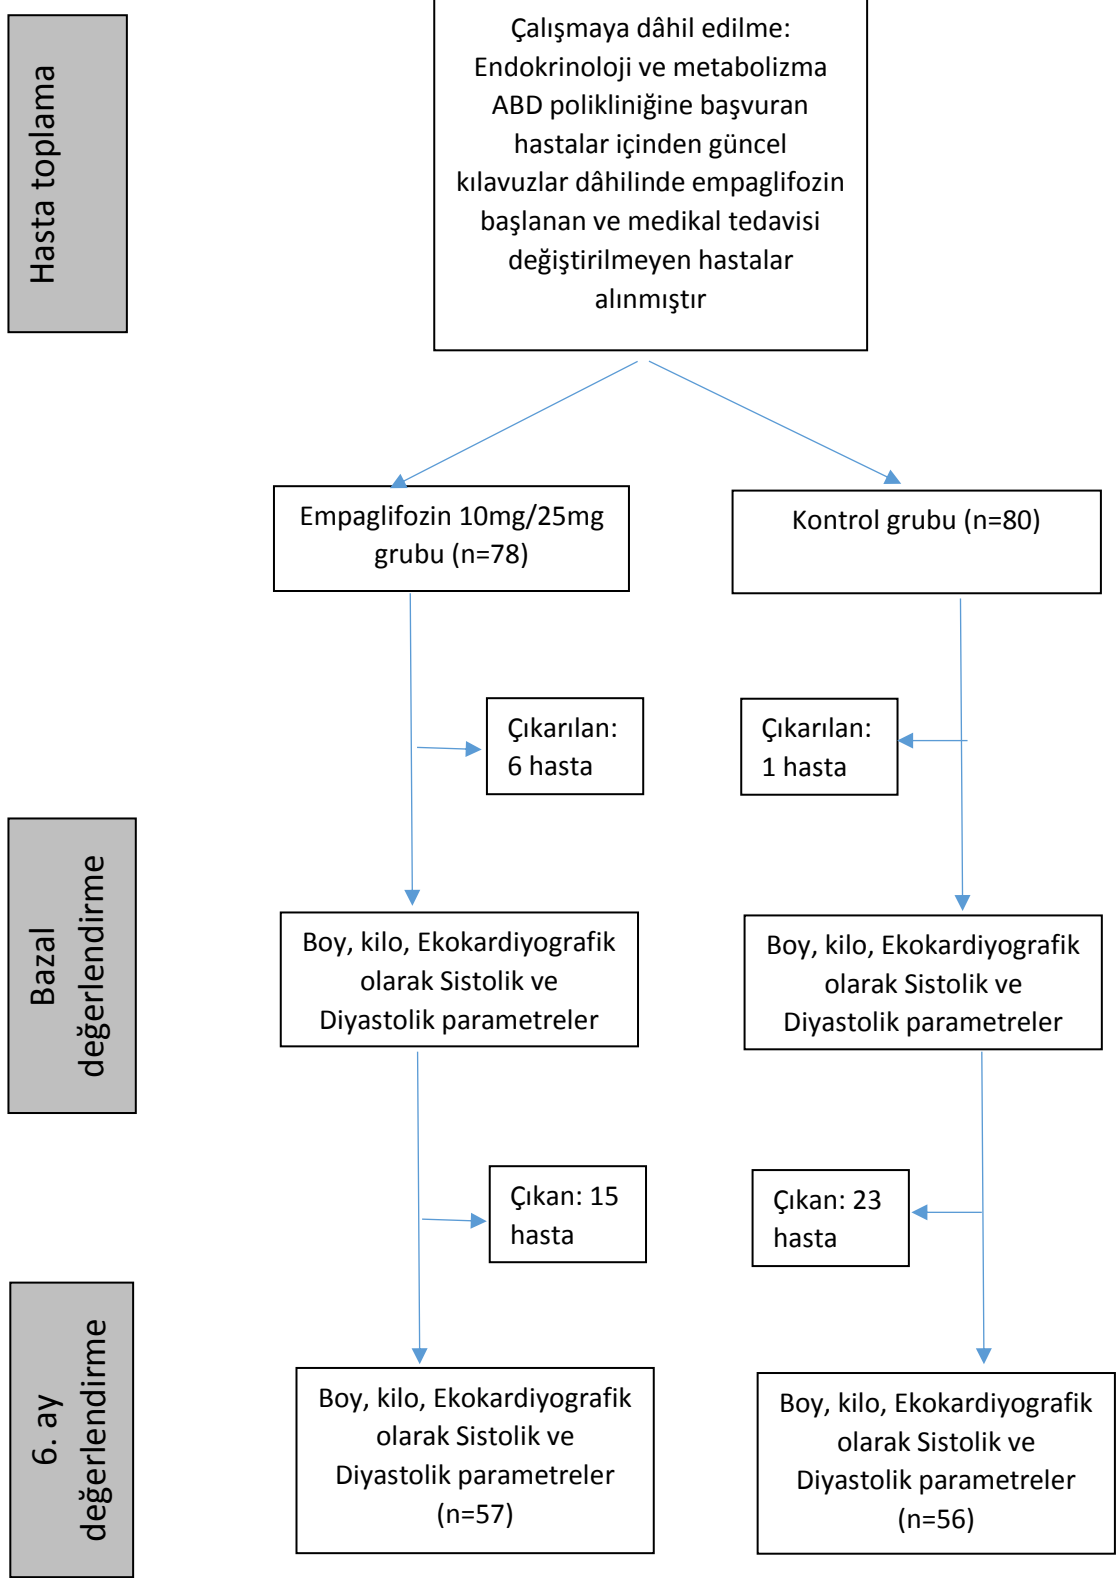 Hasta toplama
Çalışmaya dâhil edilme:
Endokrinoloji ve metabolizma
ABD polikliniğine başvuran
hastalar içinden güncel
kılavuzlar dâhilinde empaglifozin
başlanan ve medikal tedavisi
değiştirilmeyen hastalar
alınmıştır
Empaglifozin 10mg/25mg
grubu (n=78)
Kontrol grubu (n=80)
Çıkarılan:
6 hasta
Çıkarılan:
1 hasta
Bazal
değerlendirme
Boy, kilo, Ekokardiyografik
olarak Sistolik ve
Diyastolik parametreler
Boy, kilo, Ekokardiyografik
olarak Sistolik ve
Diyastolik parametreler
Çıkan: 15
hasta
Çıkan: 23
hasta
6. ay
değerlendirme
Boy, kilo, Ekokardiyografik
olarak Sistolik ve
Diyastolik parametreler
(n=57)
Boy, kilo, Ekokardiyografik
olarak Sistolik ve
Diyastolik parametreler
(n=56)